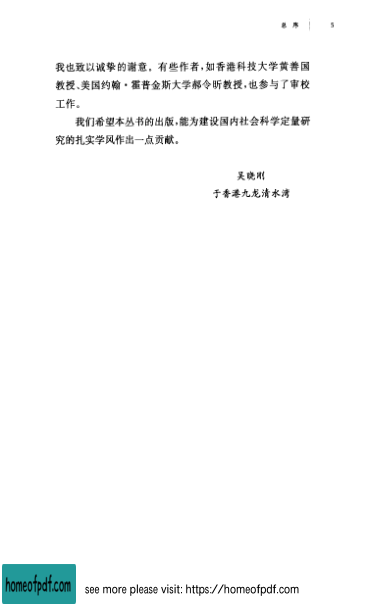 总序 5
我也致以诚挚的谢意。有些作者,如香港科技大学黄善国
教授、美国约翰·霍普金斯大学郝令昕教授,也参与了审校
工作。
我们希望本丛书的出版,能为建设国内社会科学定量研
究的扎实学风作出一点贡献。
吴晓刚
于香港九龙清水湾
homeofpdf.com
see more please visit: https://homeofpdf.com